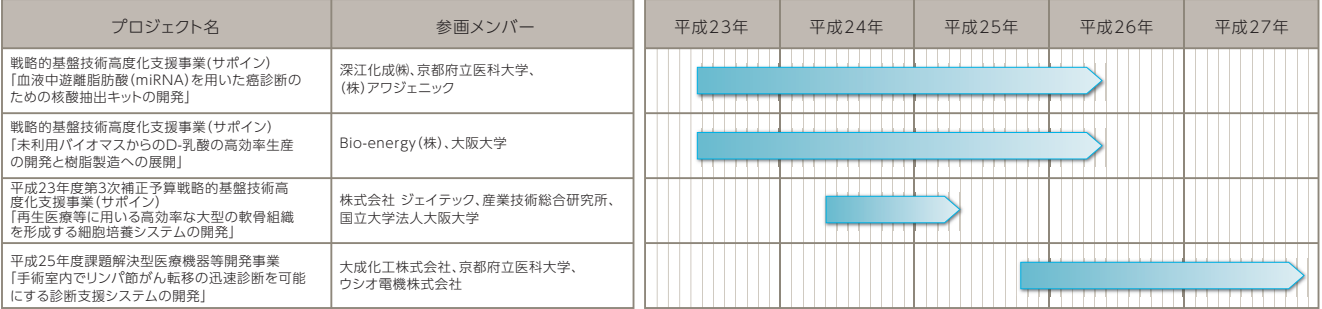 プロジェクト名
参画メンバー
平成23年
平成24年
平成25年
平成26年
平成27年
戦略的基盤技術高度化支援事業(サポイン)
「血液中遊離脂肪酸(miRNA)を用いた癌診断の
ための核酸抽出キットの開発」
深江化成㈱、京都府立医科大学、
(株)アワジェニック
戦略的基盤技術高度化支援事業(サポイン)
「未利用バイオマスからのD-乳酸の高効率生産
の開発と樹脂製造への展開」
Bio-energy(株)、大阪大学
平成23年度第3次補正予算戦略的基盤技術高
度化支援事業(サポイン)
「再生医療等に用いる高効率な大型の軟骨組織
を形成する細胞培養システムの開発」
株式会社 ジェイテック、産業技術総合研究所、
国立大学法人大阪大学
平成25年度課題解決型医療機器等開発事業
「手術室内でリンパ節がん転移の迅速診断を可能
にする診断支援システムの開発」
大成化工株式会社、京都府立医科大学、
ウシオ電機株式会社